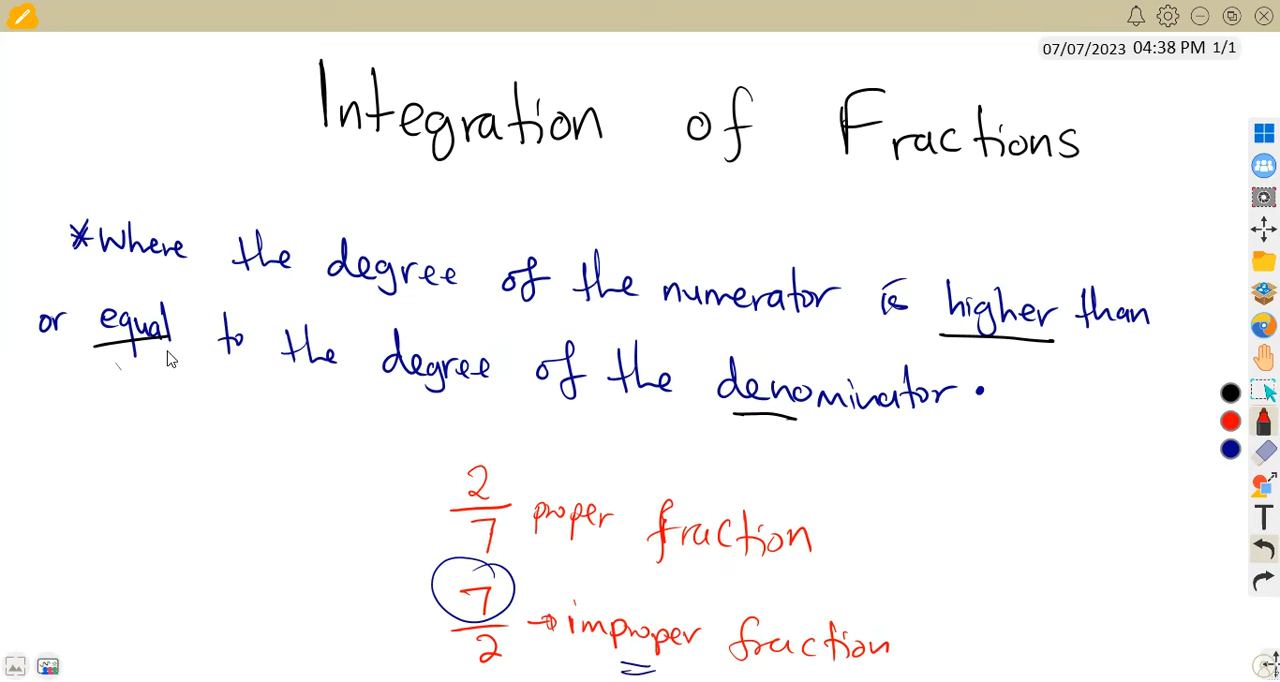 07/07/2023 04:38 PM 1/1
Integration of Fractions
*Where the degree of the numerator is higher than
or equal to the degree of the denominator.
2
7 proper fraction
7
2 → improper fraction
T